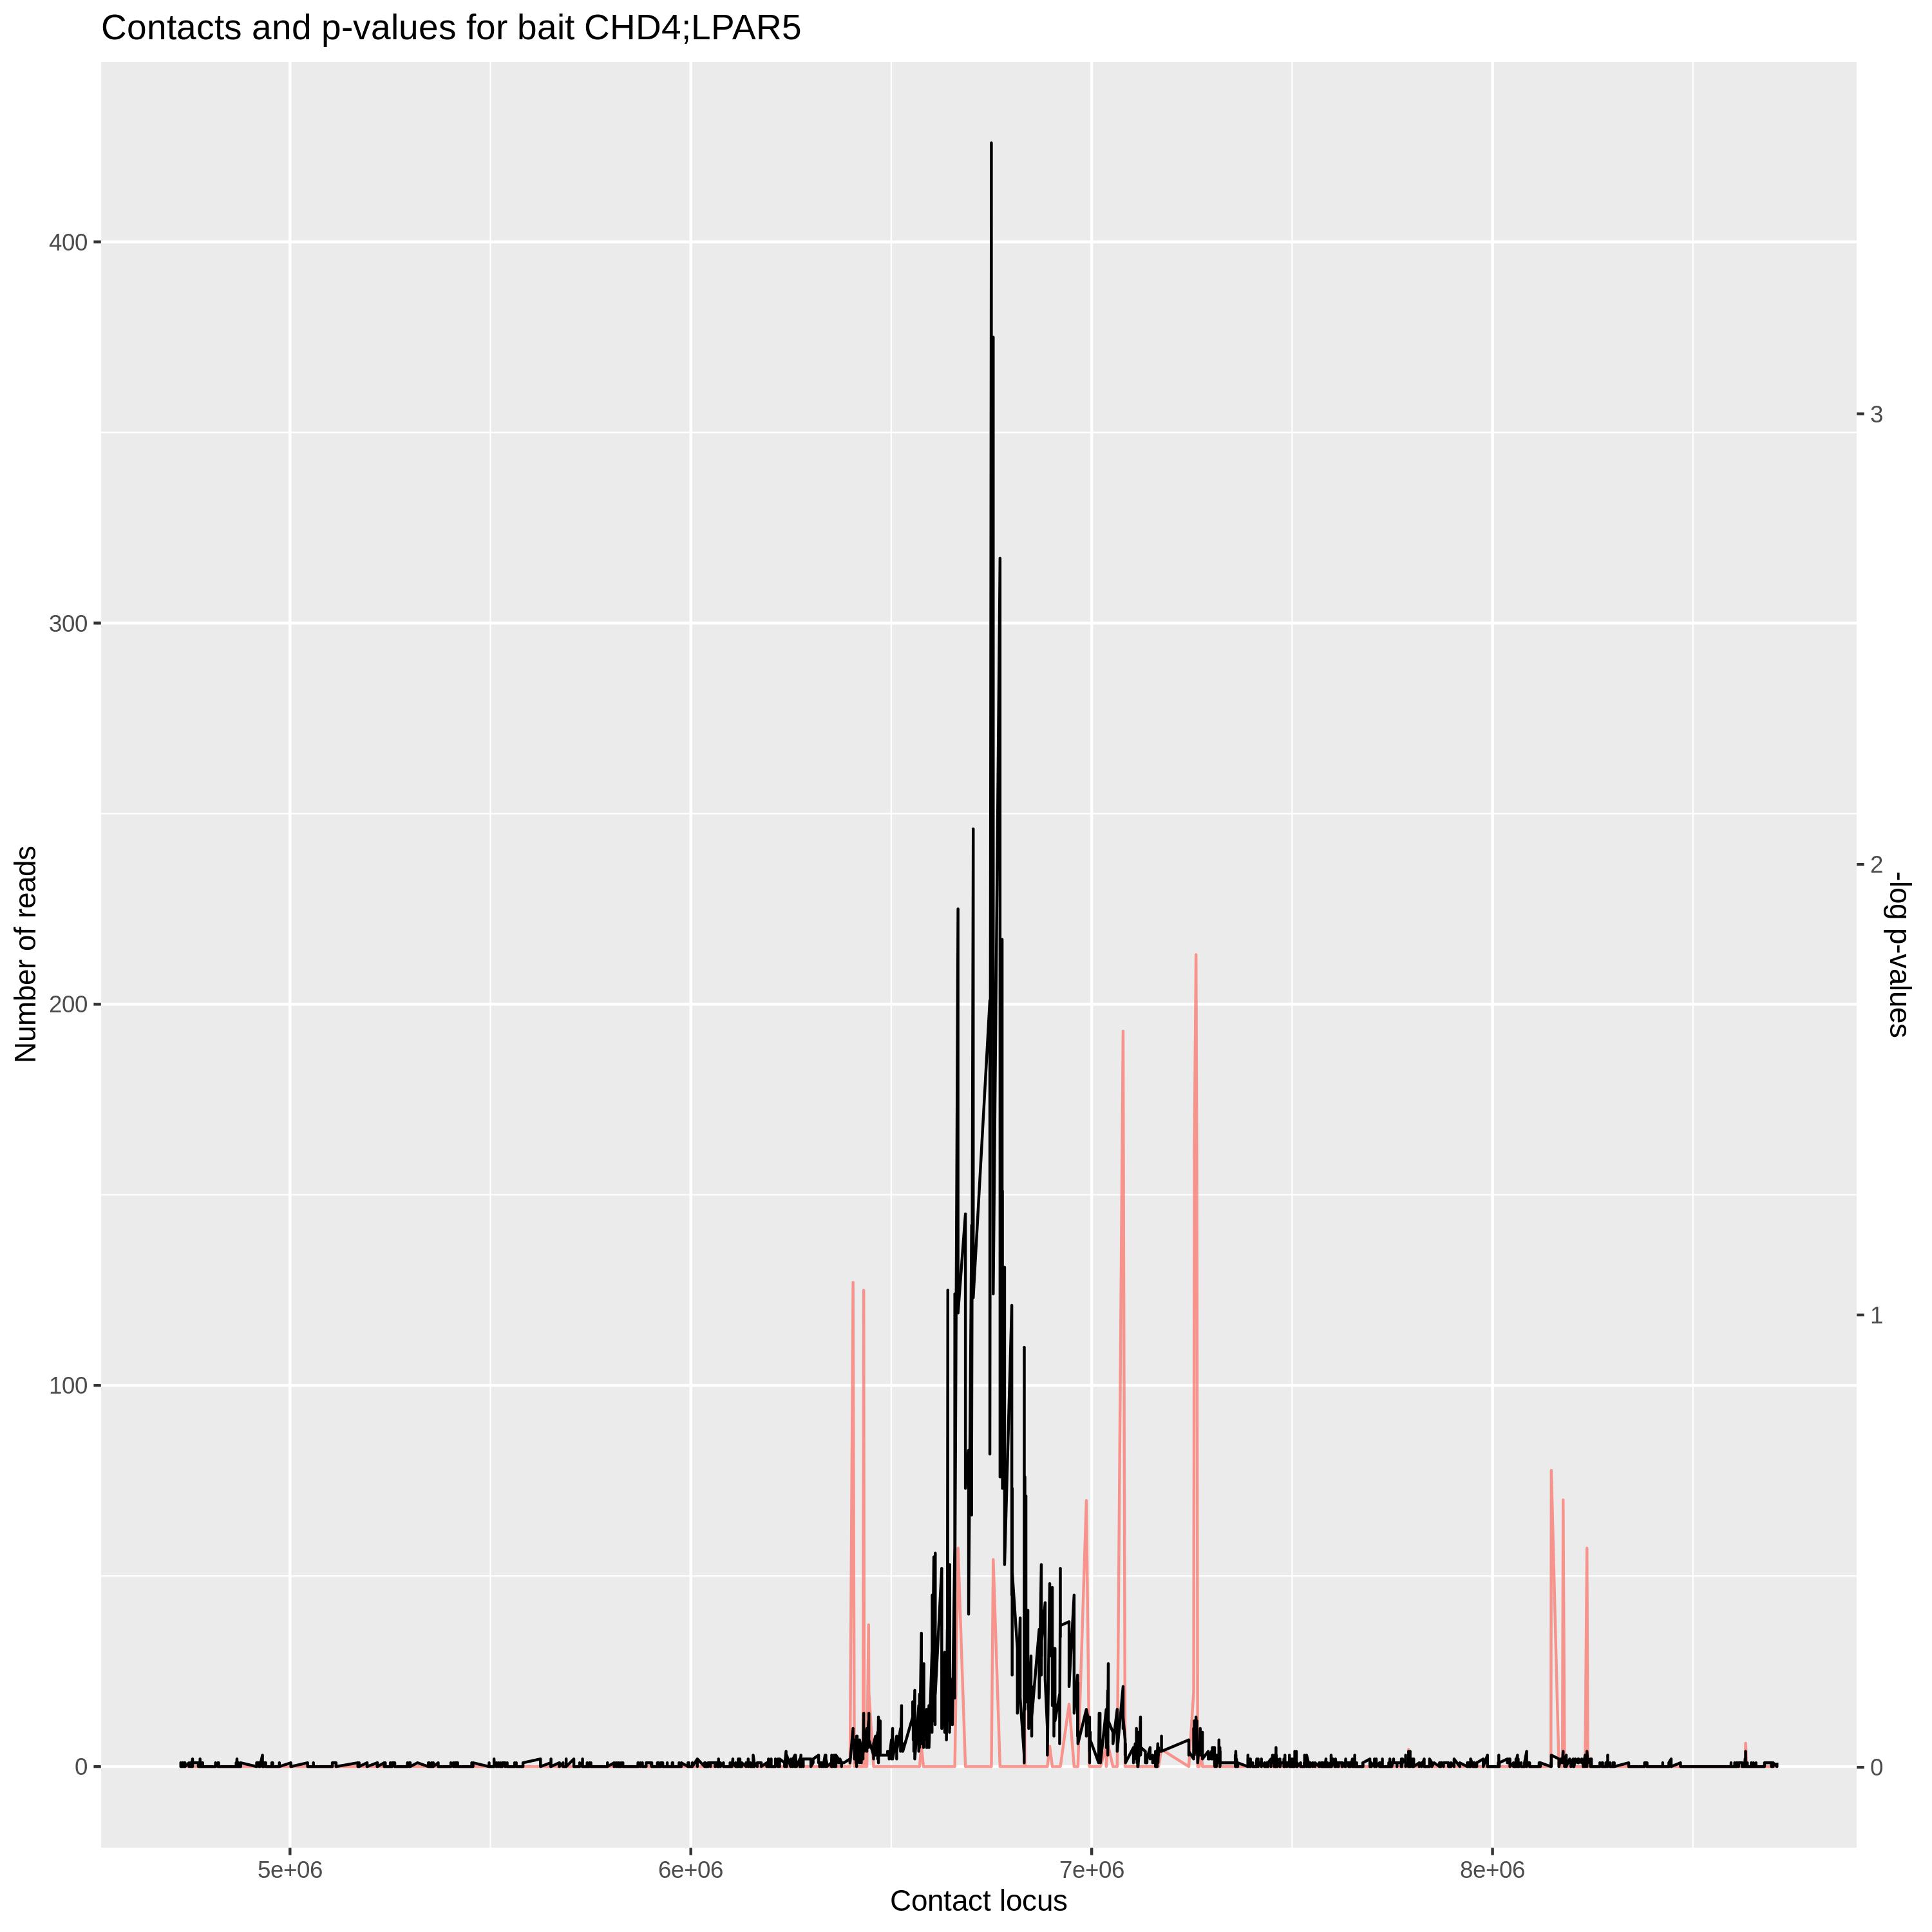 Contacts and p-values for bait CHD4;LPAR5
400
300
200
100
0
Number of reads
3
2
1
0
-log p-values
5e+06
6e+06
7e+06
8e+06
Contact locus